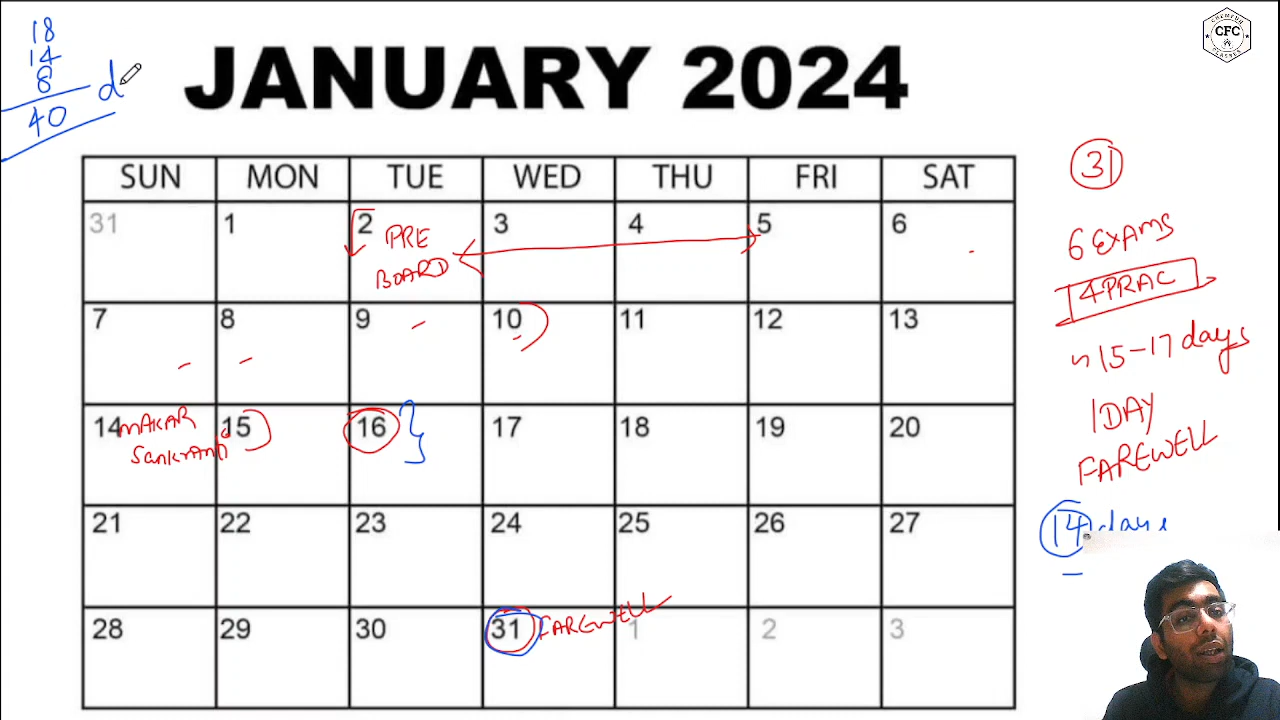 18
14
8
40 d
JANUARY 2024
CFC
SUN MON TUE WED THU FRI SAT
31 1 2 3 4 5 6
PRE
BOARD
7 8 9 10 11 12 13
14 15 16 17 18 19 20
MAKAR
Sankranti
21 22 23 24 25 26 27
28 29 30 31 1 2 3
FAREWELL
31
6 EXAMS
4 PRAC
15-17 days
1 DAY
FAREWELL
14 days